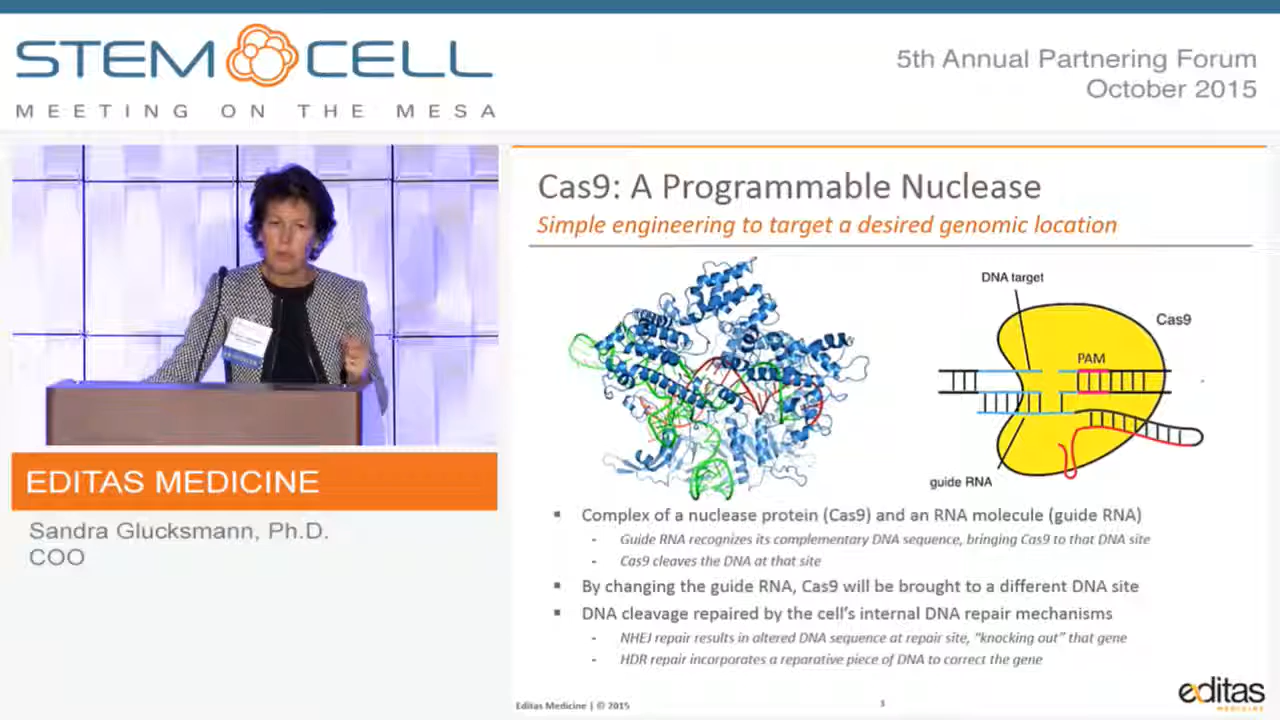 STEM CELL
MEETING ON THE MESA
5th Annual Partnering Forum
October 2015
EDITAS MEDICINE
Sandra Glucksmann, Ph.D.
COO
Cas9: A Programmable Nuclease
Simple engineering to target a desired genomic location
DNA target
Cas9
PAM
guide RNA
▪ Complex of a nuclease protein (Cas9) and an RNA molecule (guide RNA)
- Guide RNA recognizes its complementary DNA sequence, bringing Cas9 to that DNA site
- Cas9 cleaves the DNA at that site
▪ By changing the guide RNA, Cas9 will be brought to a different DNA site
▪ DNA cleavage repaired by the cell's internal DNA repair mechanisms
- NHEJ repair results in altered DNA sequence at repair site, "knocking out" that gene
- HDR repair incorporates a reparative piece of DNA to correct the gene
Editas Medicine | © 2015
3
editas
MEDICINE